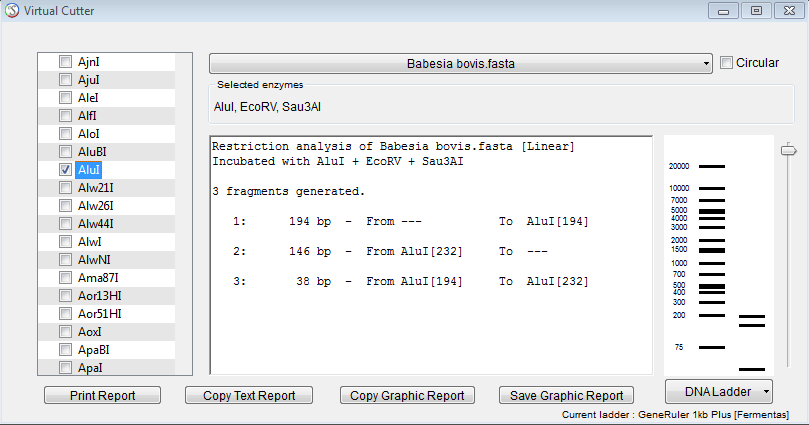 Virtual Cutter
AjnI
AjuI
AleI
AlfI
AloI
AluBI
AluI
Alw21I
Alw26I
Alw44I
AlwI
AlwNI
Ama87I
Aor13HI
Aor51HI
AoxI
ApaBI
ApaI
Babesia bovis.fasta
Circular
Selected enzymes
AluI, EcoRV, Sau3AI
Restriction analysis of Babesia bovis.fasta [Linear]
Incubated with AluI + EcoRV + Sau3AI
3 fragments generated.
1: 194 bp - From --- To AluI[194]
2: 146 bp - From AluI[232] To ---
3: 38 bp - From AluI[194] To AluI[232]
20000
10000
7000
5000
4000
3000
2000
1500
1000
700
500
400
300
200
75
Print Report
Copy Text Report
Copy Graphic Report
Save Graphic Report
DNA Ladder
Current ladder : GeneRuler 1kb Plus [Fermentas]